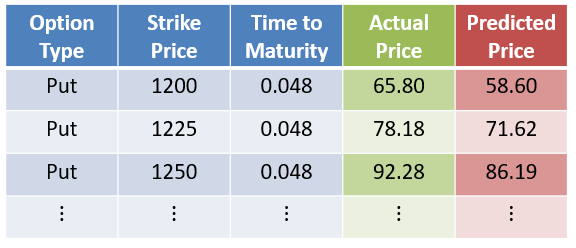 Option Type Strike Price Time to Maturity Actual Price Predicted Price
Put 1200 0.048 65.80 58.60
Put 1225 0.048 78.18 71.62
Put 1250 0.048 92.28 86.19
⋮ ⋮ ⋮ ⋮ ⋮